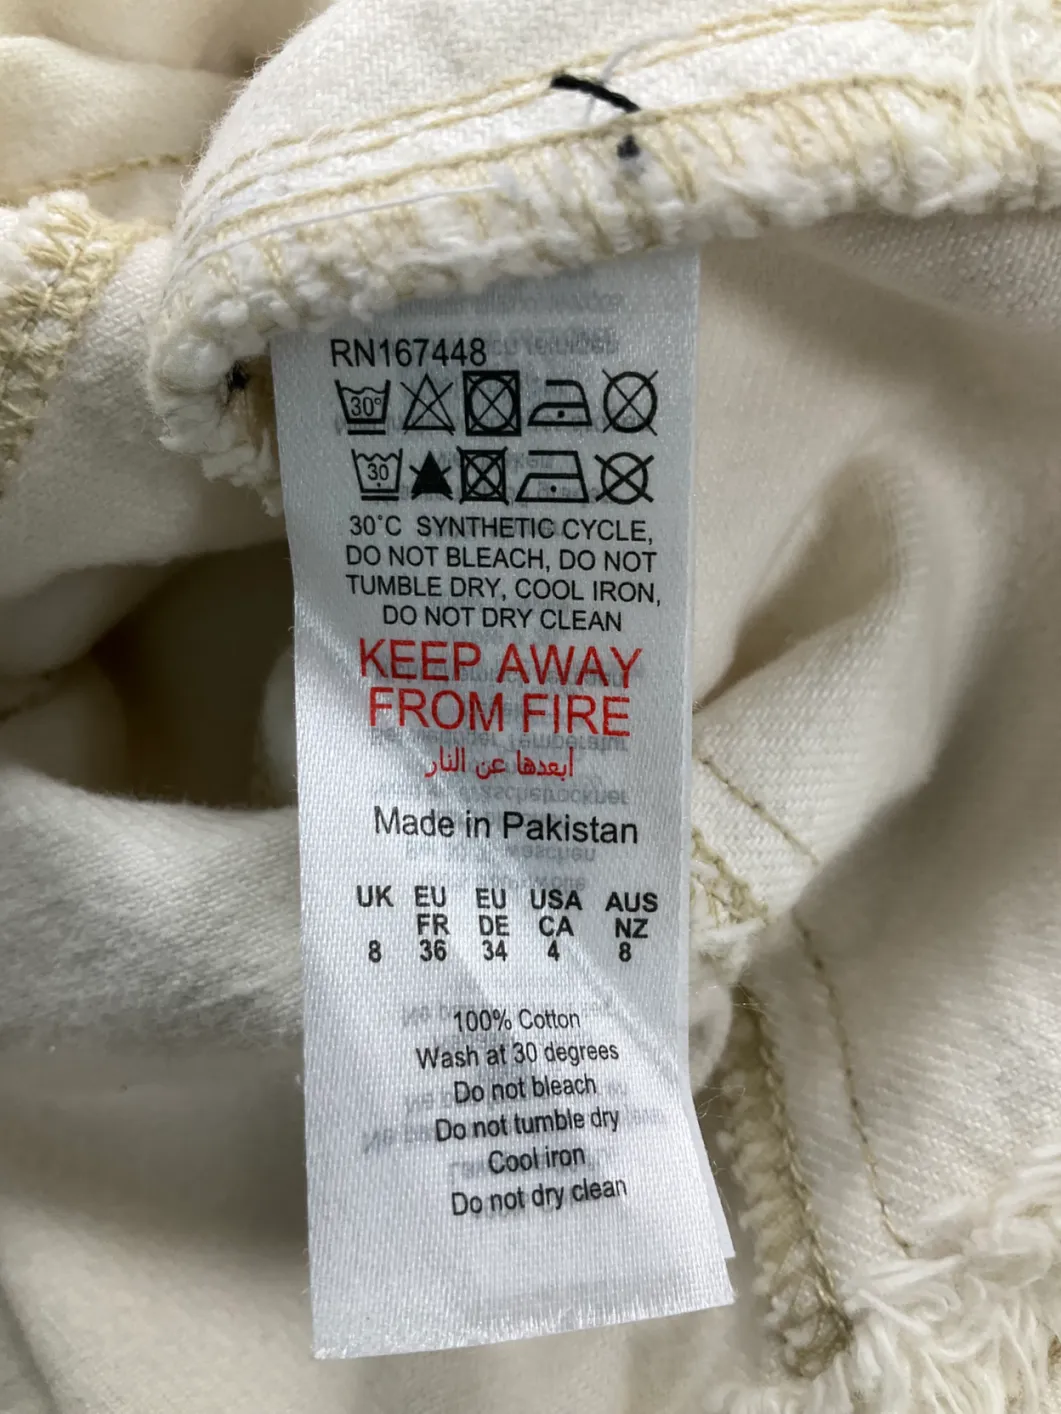 RN167448
30°
30
30°C SYNTHETIC CYCLE,
DO NOT BLEACH, DO NOT
TUMBLE DRY, COOL IRON,
DO NOT DRY CLEAN
KEEP AWAY
FROM FIRE
أبعدها عن النار
Made in Pakistan
UK EU EU USA AUS
FR DE CA NZ
8 36 34 4 8
100% Cotton
Wash at 30 degrees
Do not bleach
Do not tumble dry
Cool iron
Do not dry clean